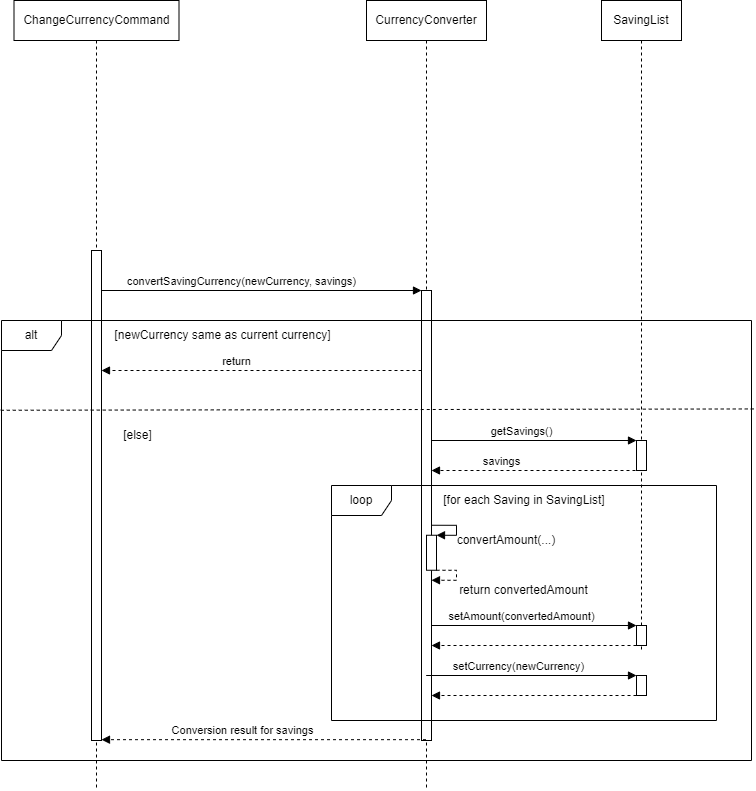 ChangeCurrencyCommand
CurrencyConverter
SavingList
convertSavingCurrency(newCurrency, savings)
alt
[newCurrency same as current currency]
return
[else]
getSavings()
savings
loop
[for each Saving in SavingList]
convertAmount(...)
return convertedAmount
setAmount(convertedAmount)
setCurrency(newCurrency)
Conversion result for savings